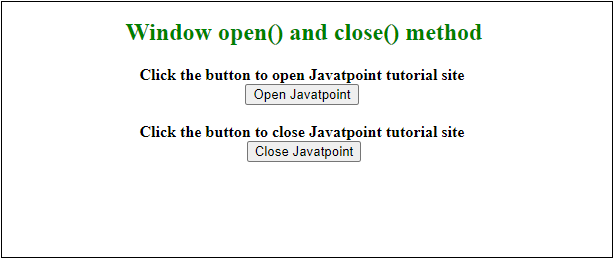 Window open() and close() method
Click the button to open Javatpoint tutorial site
Open Javatpoint
Click the button to close Javatpoint tutorial site
Close Javatpoint